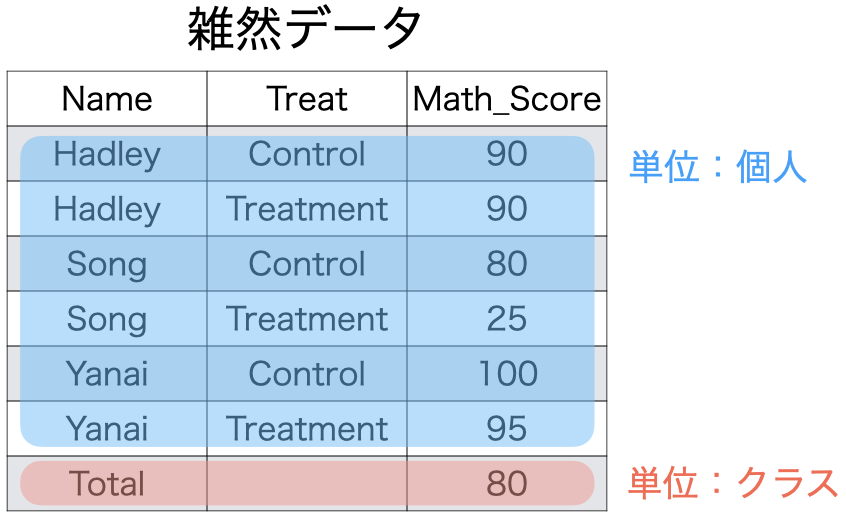 雑然データ
Name Treat Math_Score
Hadley Control 90
単位：個人
Hadley Treatment 90
Song Control 80
Song Treatment 25
Yanai Control 100
Yanai Treatment 95
Total 80
単位：クラス